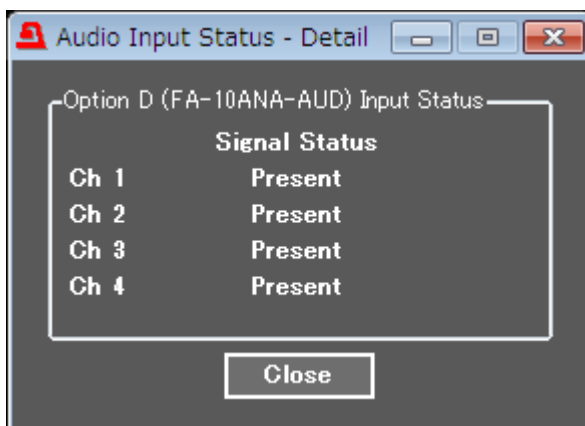 Audio Input Status - Detail
Option D (FA-10ANA-AUD) Input Status
Signal Status
Ch 1 Present
Ch 2 Present
Ch 3 Present
Ch 4 Present
Close